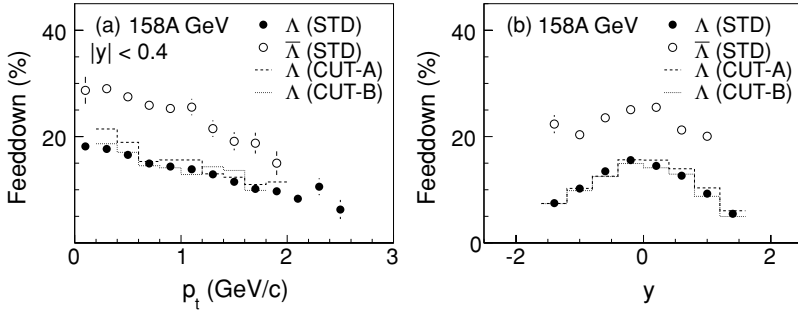 (a) 158A GeV
|y| < 0.4
Λ (STD)
Λ̅ (STD)
Λ (CUT-A)
Λ (CUT-B)
Feeddown (%)
40
20
0
0 1 2 3
p_t (GeV/c)
(b) 158A GeV
Λ (STD)
Λ̅ (STD)
Λ (CUT-A)
Λ (CUT-B)
Feeddown (%)
40
20
0
-2 0 2
y